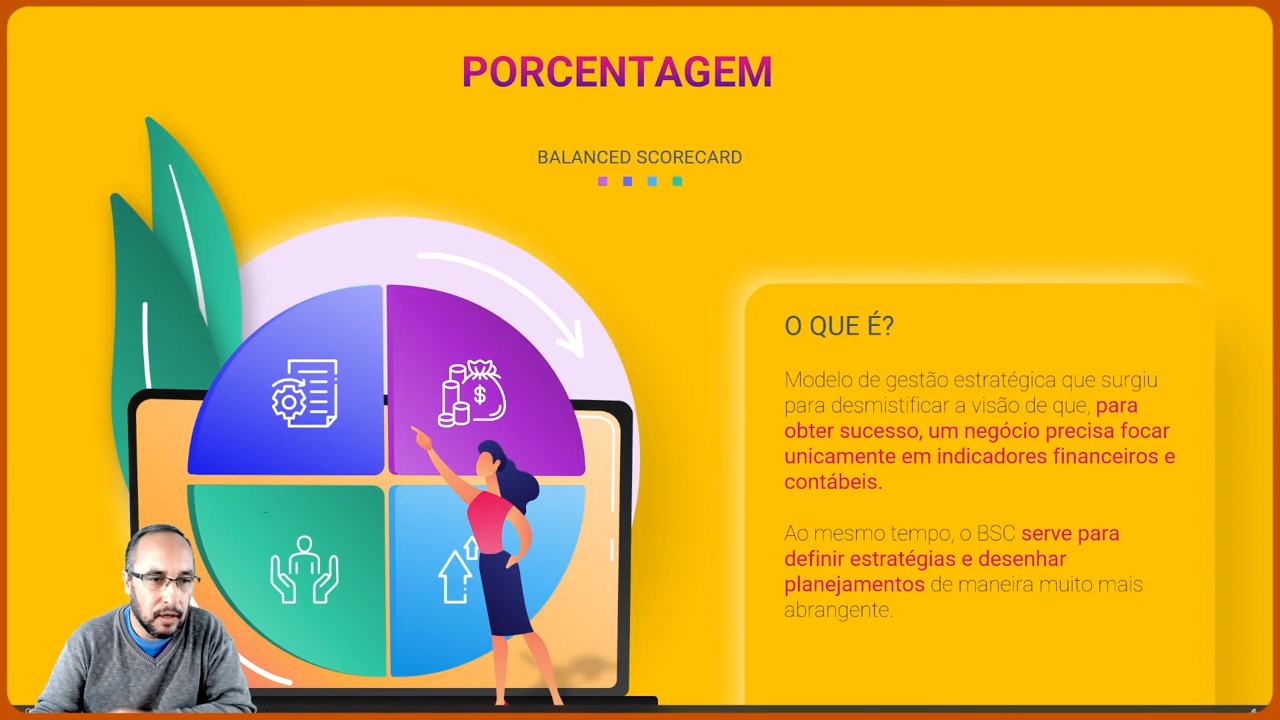 PORCENTAGEM
BALANCED SCORECARD
$
O QUE É?
Modelo de gestão estratégica que surgiu
para desmistificar a visão de que, para
obter sucesso, um negócio precisa focar
unicamente em indicadores financeiros e
contábeis.
Ao mesmo tempo, o BSC serve para
definir estratégias e desenhar
planejamentos de maneira muito mais
abrangente.